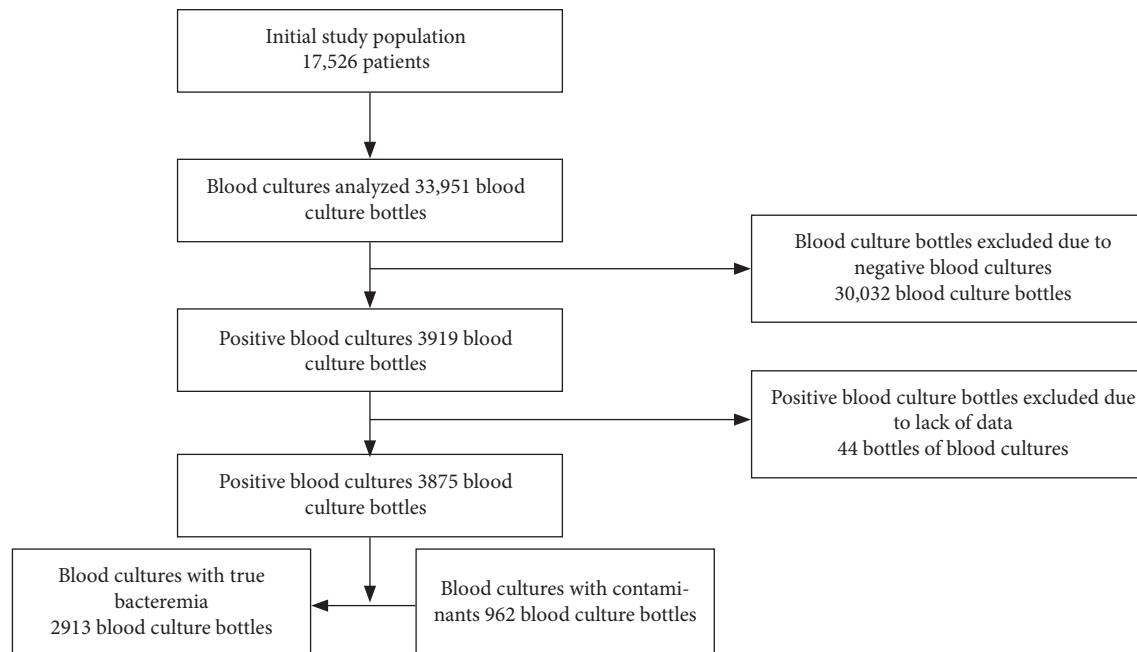 Initial study population
17,526 patients
Blood cultures analyzed 33,951 blood
culture bottles
Blood culture bottles excluded due to
negative blood cultures
30,032 blood culture bottles
Positive blood cultures 3919 blood
culture bottles
Positive blood culture bottles excluded due
to lack of data
44 bottles of blood cultures
Positive blood cultures 3875 blood
culture bottles
Blood cultures with true
bacteremia
2913 blood culture bottles
Blood cultures with contami-
nants 962 blood culture bottles